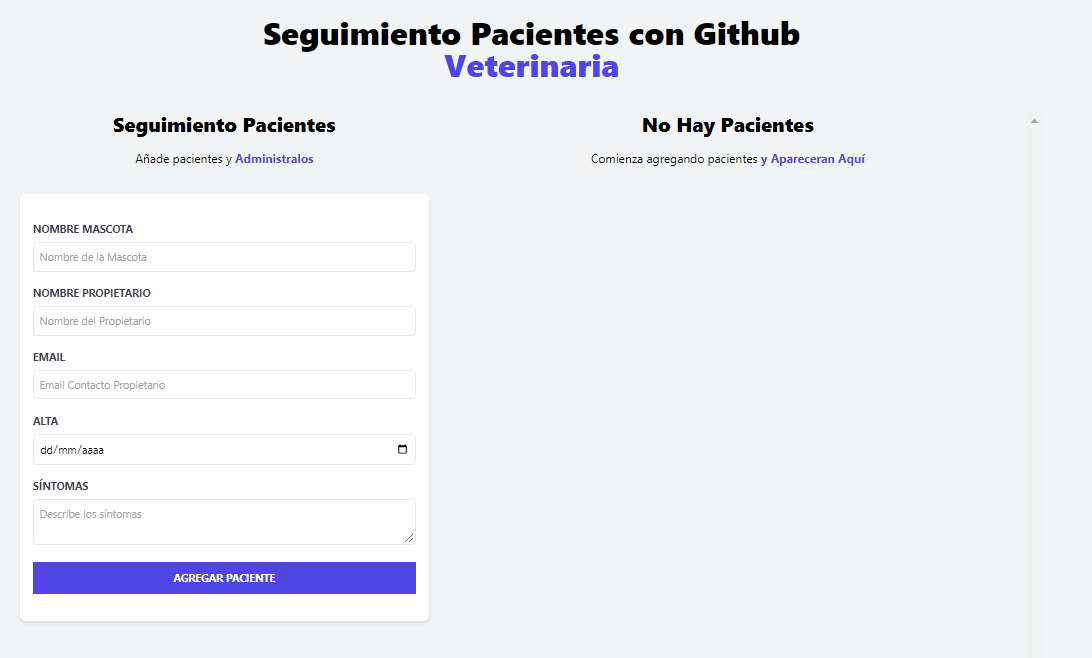 Seguimiento Pacientes con Github
Veterinaria
Seguimiento Pacientes
Añade pacientes y Administralos
NOMBRE MASCOTA
Nombre de la Mascota
NOMBRE PROPIETARIO
Nombre del Propietario
EMAIL
Email Contacto Propietario
ALTA
dd/mm/aaaa
SÍNTOMAS
Describe los síntomas
AGREGAR PACIENTE
No Hay Pacientes
Comienza agregando pacientes y Apareceran Aquí